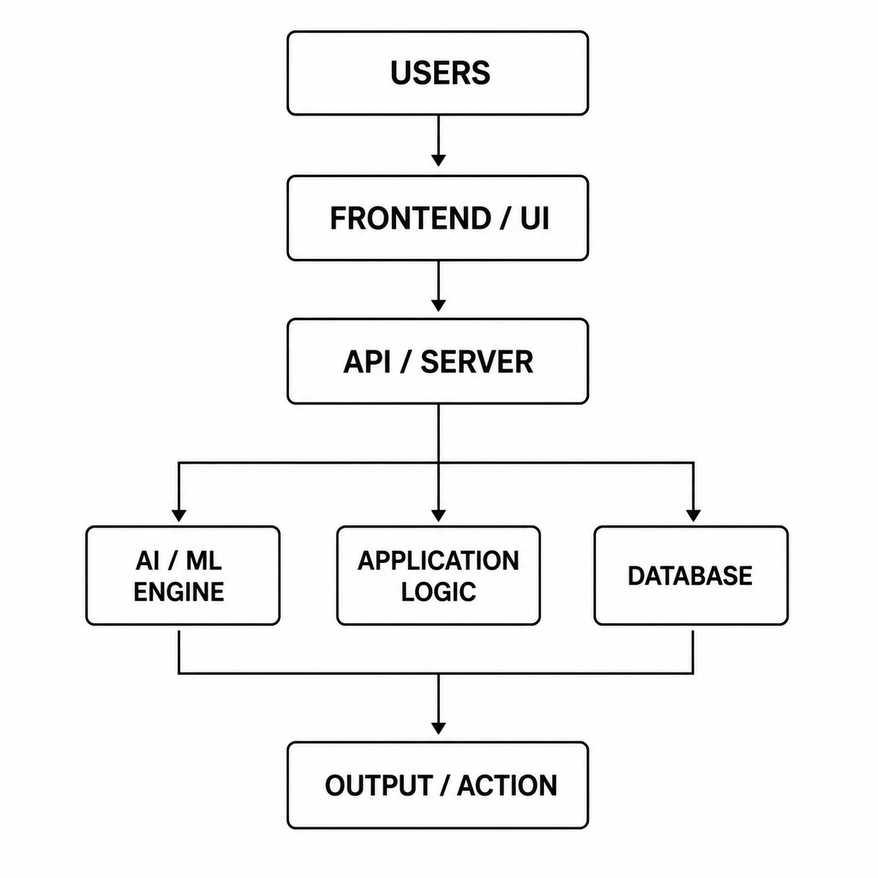 USERS
FRONTEND / UI
API / SERVER
AI / ML
ENGINE
APPLICATION
LOGIC
DATABASE
OUTPUT / ACTION